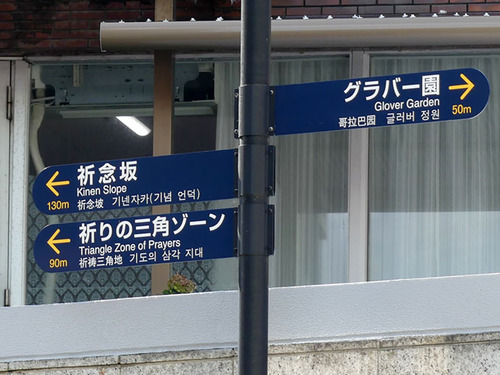 グラバー園
Glover Garden
哥拉巴园 글러버 정원
50m
祈念坂
Kinen Slope
130m 祈念坡 기넨자카(기념 언덕)
祈りの三角ゾーン
Triangle Zone of Prayers
90m 祈祷三角地 기도의 삼각 지대